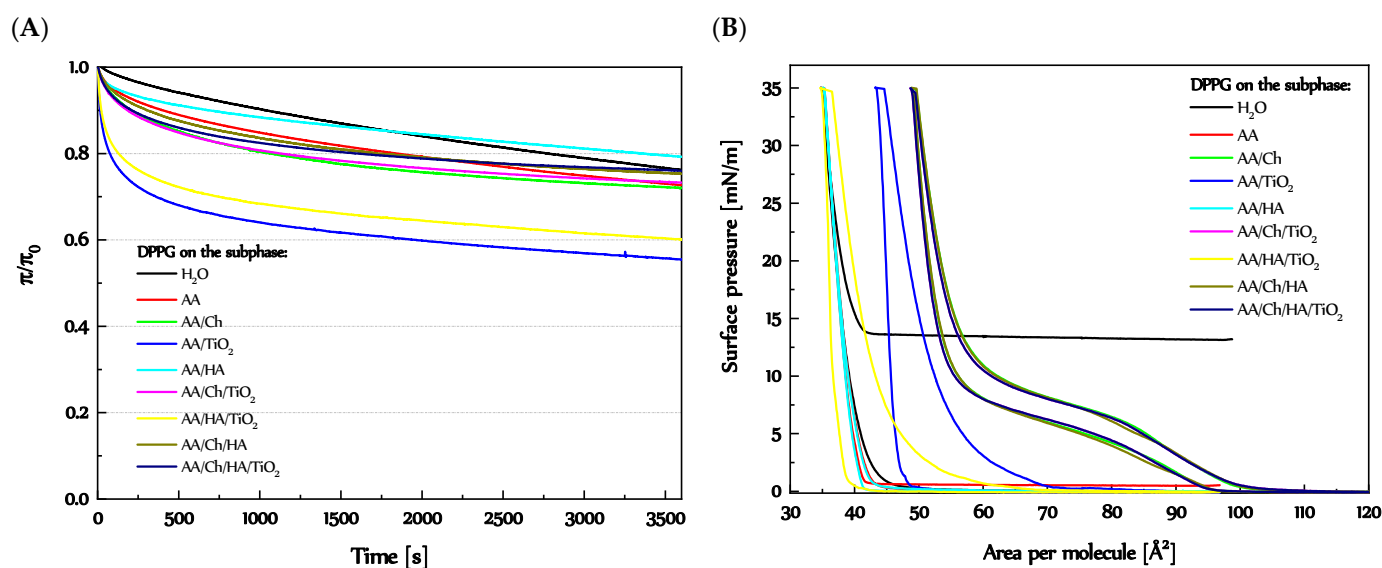 (A)
1.0
0.8
0.6
0.4
0.2
0.0
π/π₀
DPPG on the subphase:
H₂O
AA
AA/Ch
AA/TiO₂
AA/HA
AA/Ch/TiO₂
AA/HA/TiO₂
AA/Ch/HA
AA/Ch/HA/TiO₂
0 500 1000 1500 2000 2500 3000 3500
Time [s]
(B)
35
30
25
20
15
10
5
0
Surface pressure [mN/m]
DPPG on the subphase:
H₂O
AA
AA/Ch
AA/TiO₂
AA/HA
AA/Ch/TiO₂
AA/HA/TiO₂
AA/Ch/HA
AA/Ch/HA/TiO₂
30 40 50 60 70 80 90 100 110 120
Area per molecule [Å²]